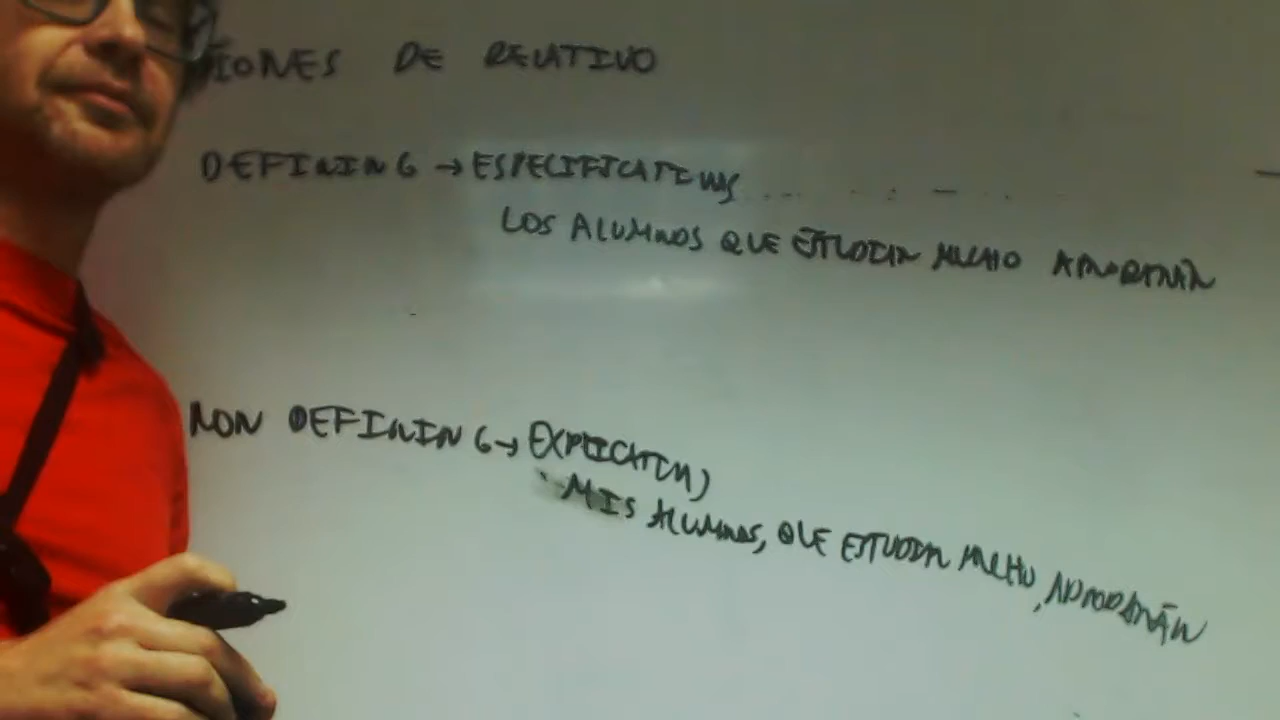 IONES DE RELATIVO
DEFINING → ESPECIFICATIVAS
LOS ALUMNOS QUE ESTUDIAN MUCHO APROBARÁN
NON DEFINING → EXPLICATIVAS
MIS ALUMNOS, QUE ESTUDIAN MUCHO, APROBARÁN